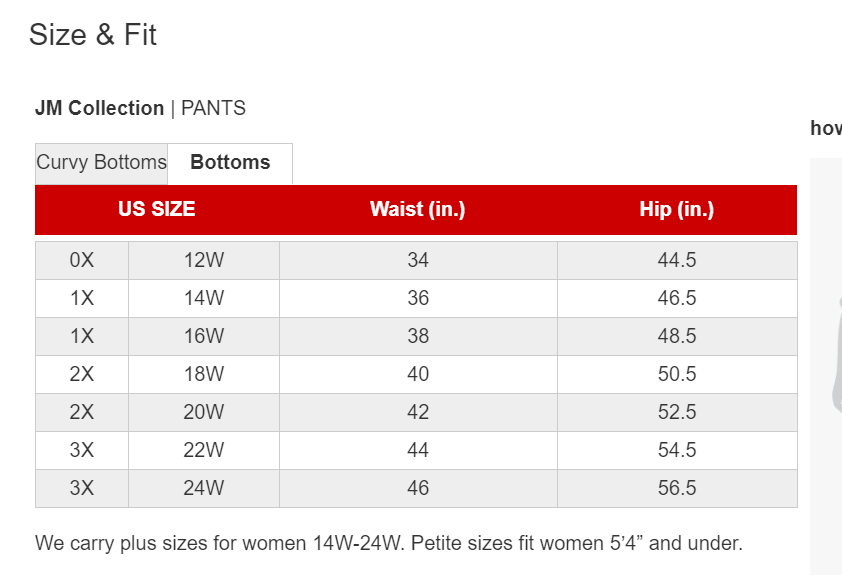 Size & Fit
JM Collection | PANTS
Curvy Bottoms Bottoms
US SIZE Waist (in.) Hip (in.)
0X 12W 34 44.5
1X 14W 36 46.5
1X 16W 38 48.5
2X 18W 40 50.5
2X 20W 42 52.5
3X 22W 44 54.5
3X 24W 46 56.5
We carry plus sizes for women 14W-24W. Petite sizes fit women 5’4” and under.